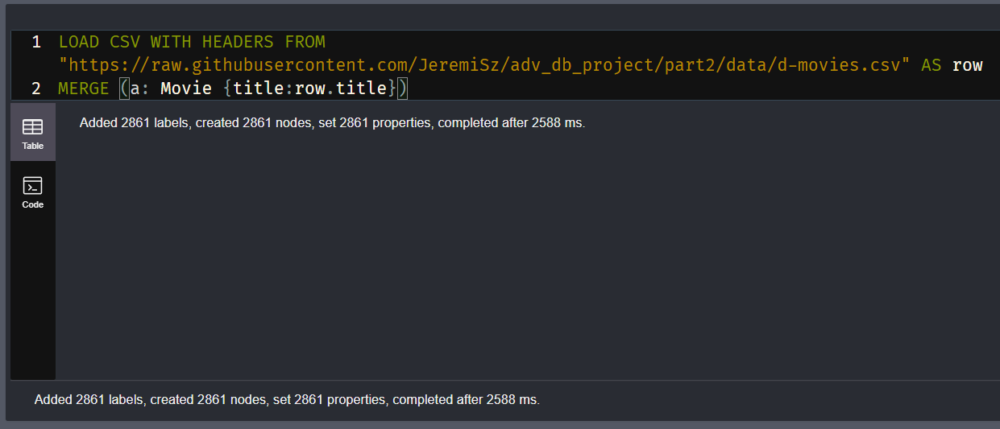 1 LOAD CSV WITH HEADERS FROM
"https://raw.githubusercontent.com/JeremiSz/adv_db_project/part2/data/d-movies.csv" AS row
2 MERGE (a: Movie {title:row.title})
Added 2861 labels, created 2861 nodes, set 2861 properties, completed after 2588 ms.
Table
Code
Added 2861 labels, created 2861 nodes, set 2861 properties, completed after 2588 ms.